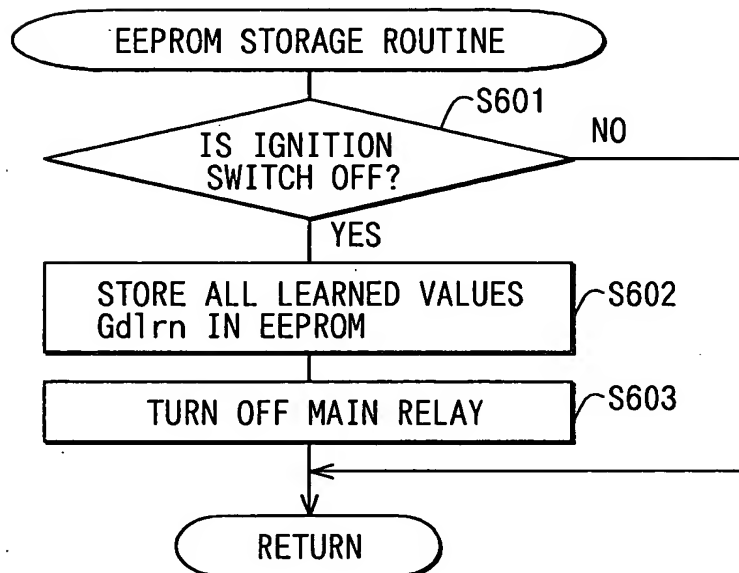 EEPROM STORAGE ROUTINE
S601
IS IGNITION
SWITCH OFF?
NO
YES
STORE ALL LEARNED VALUES
Gdlrn IN EEPROM
S602
TURN OFF MAIN RELAY
S603
RETURN